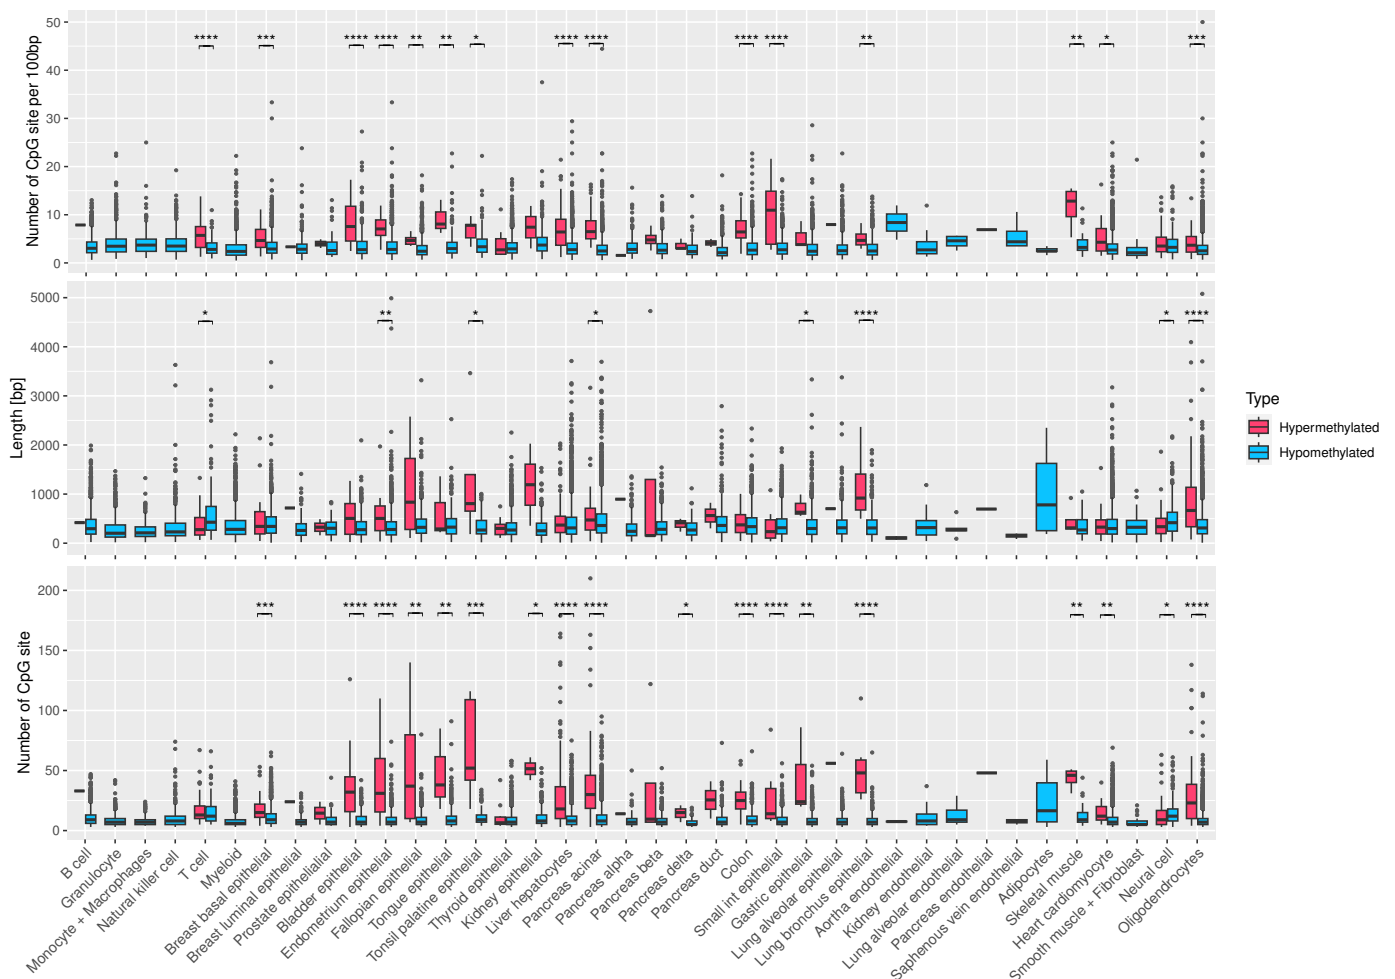 Number of CpG site per 100bp
50
40
30
20
10
0
**** *** **** **** ** ** * **** **** **** **** ** ** * ***
Length [bp]
5000
4000
3000
2000
1000
0
* ** * * * **** * ****
Number of CpG site
200
150
100
50
0
*** **** **** ** ** *** * **** **** * **** **** ** **** ** ** * ****
B cell
Granulocyte
Monocyte + Macrophages
Natural killer cell
T cell
Myeloid
Breast basal epithelial
Breast luminal epithelial
Prostate epithelial
Bladder epithelial
Endometrium epithelial
Fallopian epithelial
Tongue epithelial
Tonsil palatine epithelial
Thyroid epithelial
Kidney epithelial
Liver hepatocytes
Pancreas acinar
Pancreas alpha
Pancreas beta
Pancreas delta
Pancreas duct
Colon
Small int epithelial
Gastric epithelial
Lung alveolar epithelial
Lung bronchus epithelial
Aortha endothelial
Kidney endothelial
Lung alveolar endothelial
Pancreas endothelial
Saphenous vein endothelial
Adipocytes
Skeletal muscle
Heart cardiomyocyte
Smooth muscle + Fibroblast
Neural cell
Oligodendrocytes
Type
Hypermethylated
Hypomethylated